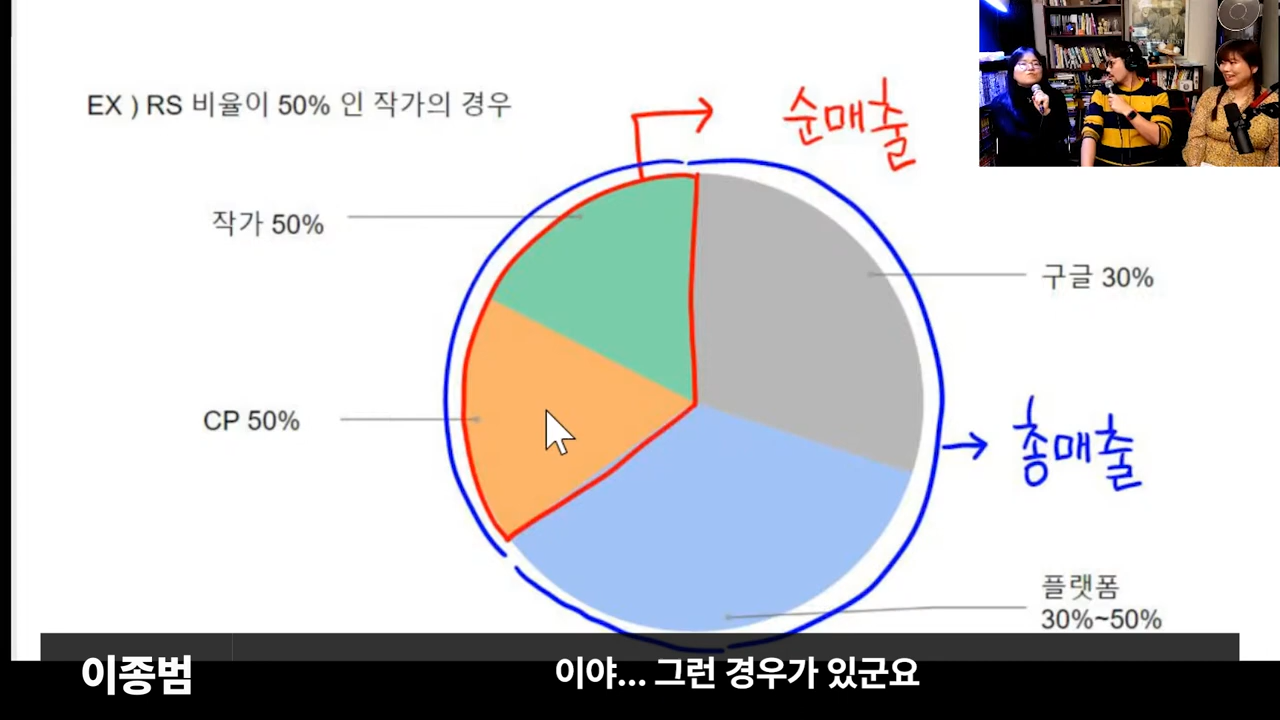 EX ) RS 비율이 50% 인 작가의 경우
순매출
작가 50%
구글 30%
CP 50%
총매출
플랫폼
30%~50%
이종범
이야... 그런 경우가 있군요